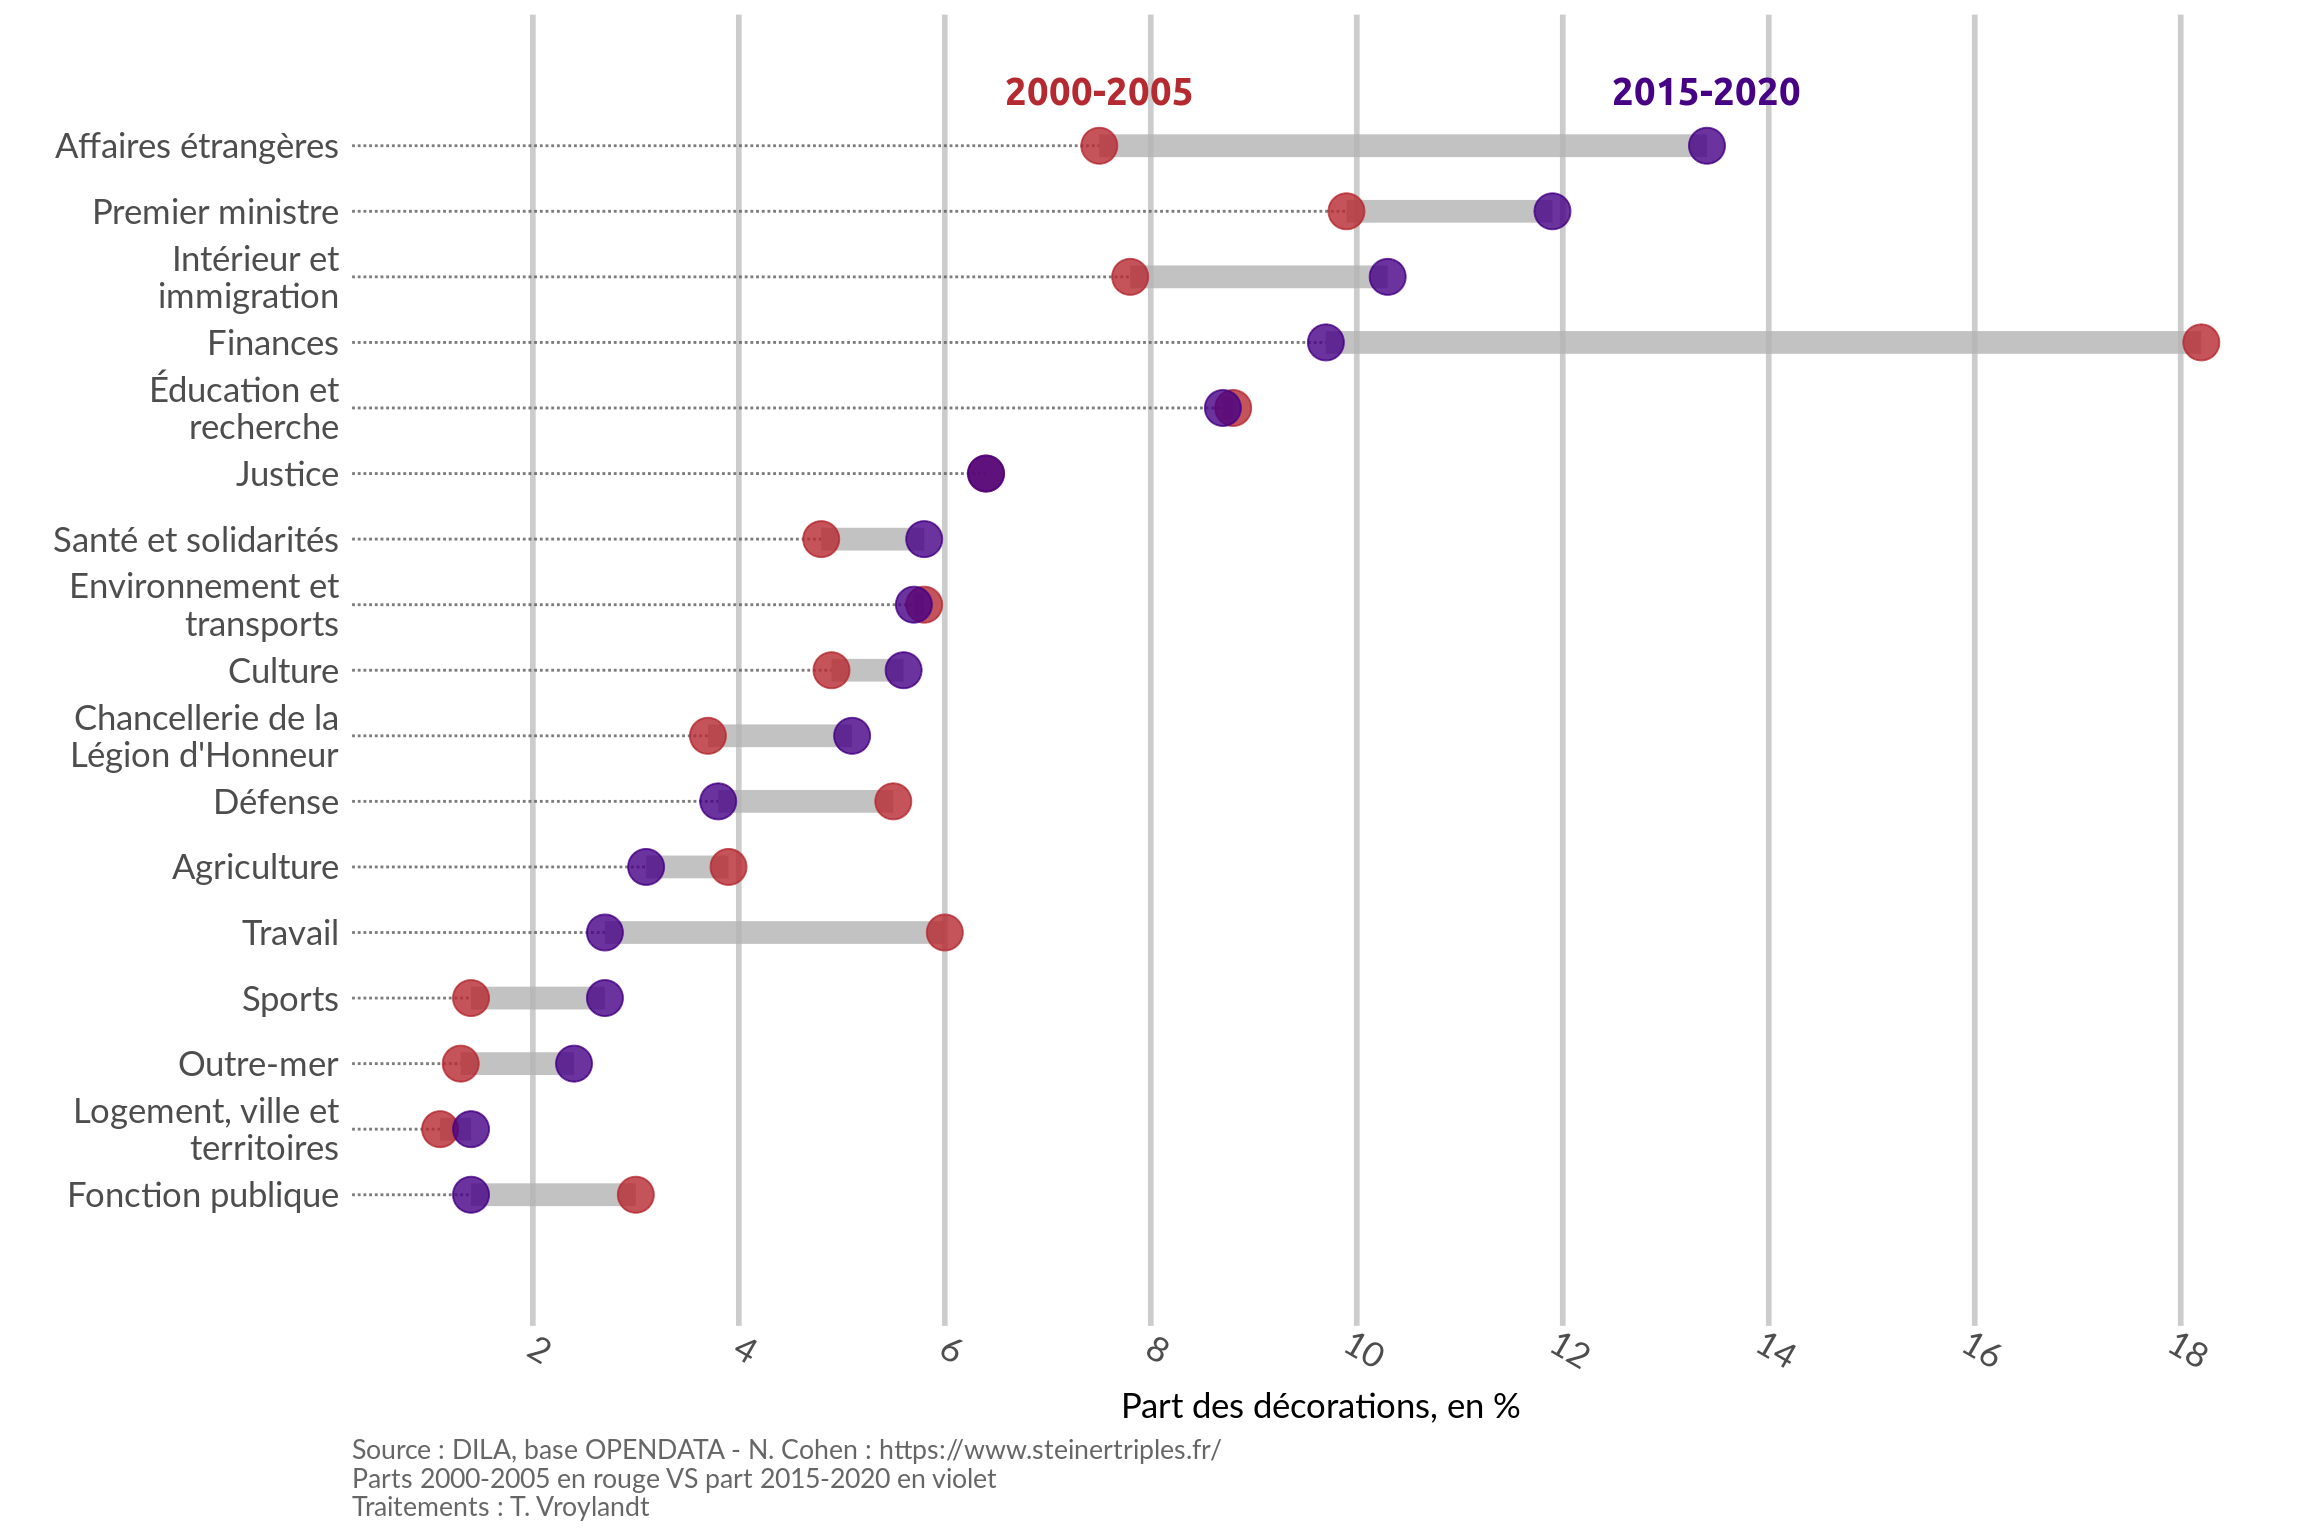 2000-2005
2015-2020
Affaires étrangères
Premier ministre
Intérieur et
immigration
Finances
Éducation et
recherche
Justice
Santé et solidarités
Environnement et
transports
Culture
Chancellerie de la
Légion d'Honneur
Défense
Agriculture
Travail
Sports
Outre-mer
Logement, ville et
territoires
Fonction publique
2
4
6
8
10
12
14
16
18
Part des décorations, en %
Source : DILA, base OPENDATA - N. Cohen : https://www.steinertriples.fr/
Parts 2000-2005 en rouge VS part 2015-2020 en violet
Traitements : T. Vroylandt